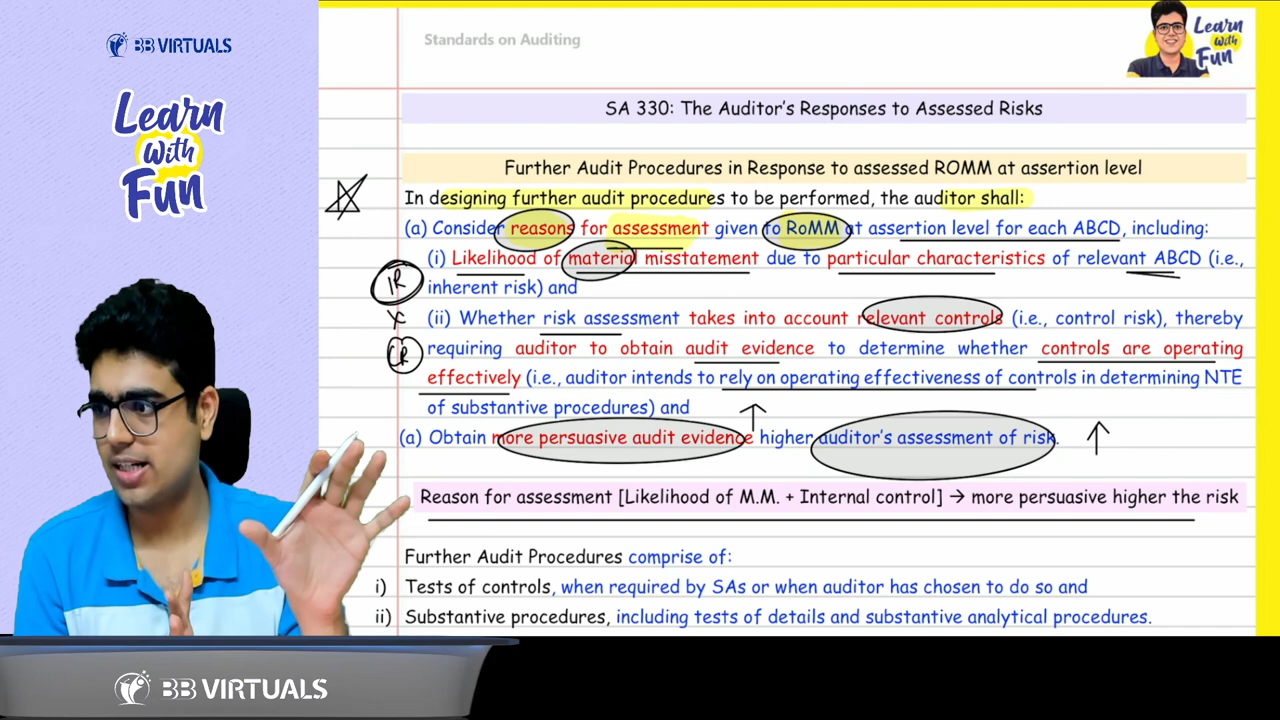 BB VIRTUALS
Learn
With
Fun
Standards on Auditing
Learn
With
Fun
SA 330: The Auditor's Responses to Assessed Risks
Further Audit Procedures in Response to assessed ROMM at assertion level
In designing further audit procedures to be performed, the auditor shall:
(a) Consider reasons for assessment given to RoMM at assertion level for each ABCD, including:
(i) Likelihood of material misstatement due to particular characteristics of relevant ABCD (i.e.,
IR
inherent risk) and
x
(ii) Whether risk assessment takes into account relevant controls (i.e., control risk), thereby
CR
requiring auditor to obtain audit evidence to determine whether controls are operating
effectively (i.e., auditor intends to rely on operating effectiveness of controls in determining NTE
of substantive procedures) and
(a) Obtain more persuasive audit evidence higher auditor's assessment of risk.
Reason for assessment [Likelihood of M.M. + Internal control] → more persuasive higher the risk
Further Audit Procedures comprise of:
i) Tests of controls, when required by SAs or when auditor has chosen to do so and
ii) Substantive procedures, including tests of details and substantive analytical procedures.
BB VIRTUALS